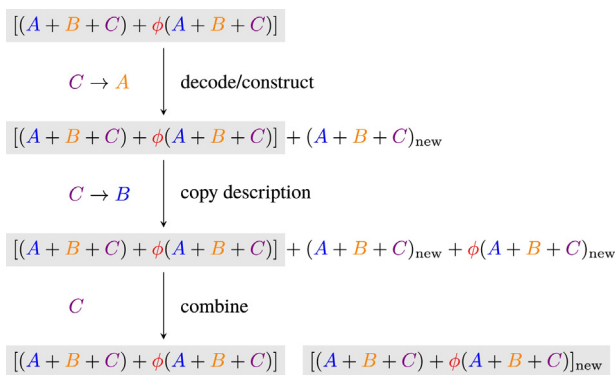 [(A + B + C) + ϕ(A + B + C)]
C → A decode/construct
[(A + B + C) + ϕ(A + B + C)] + (A + B + C)new
C → B copy description
[(A + B + C) + ϕ(A + B + C)] + (A + B + C)new + ϕ(A + B + C)new
C combine
[(A + B + C) + ϕ(A + B + C)] [(A + B + C) + ϕ(A + B + C)]new